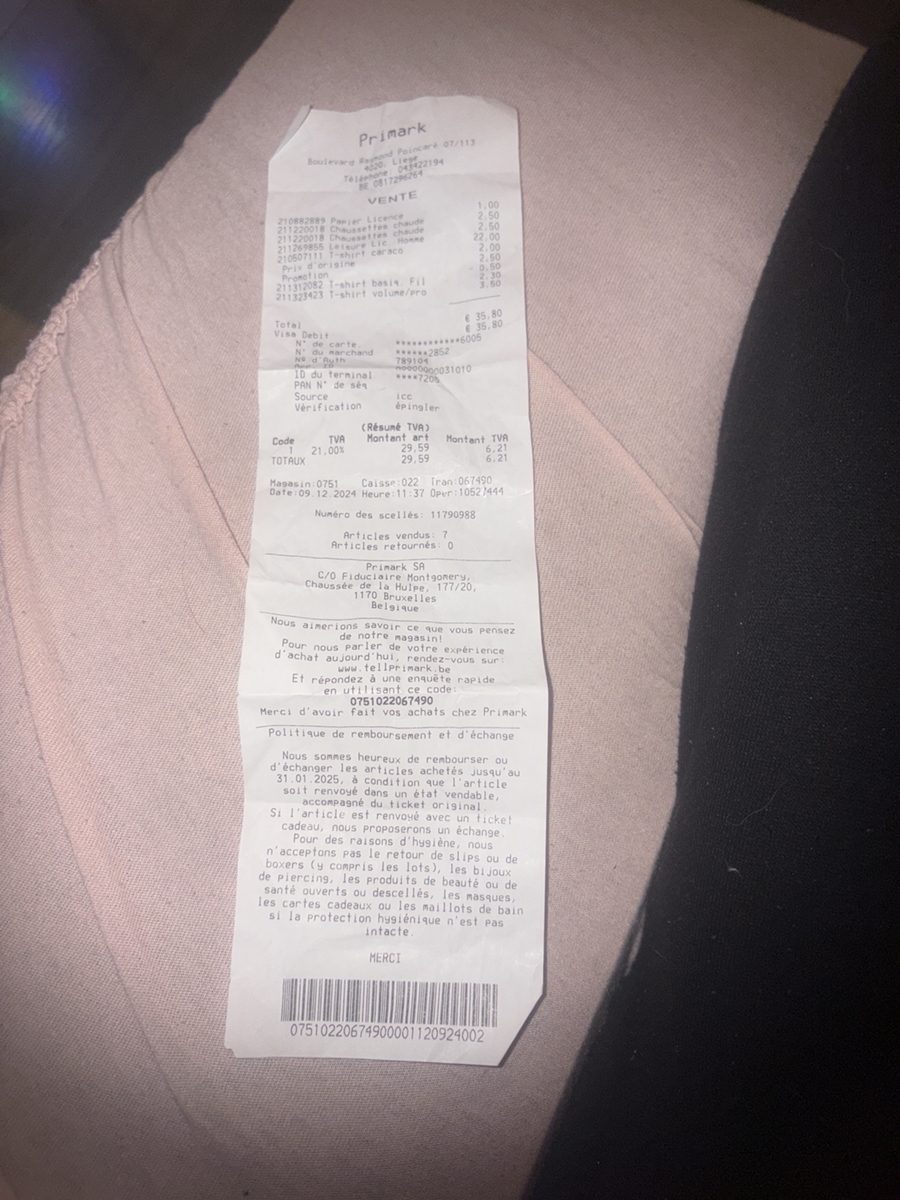 Primark
Boulevard Raymond Poincaré 07/113
4020, Liege
Téléphone 043422194
BE 0817296264
VENTE
210882889 Papier Licence 1.00
211220018 Chaussettes chaude 2.50
211220018 Chaussettes chaude 2.50
211269855 Leisure Lic. Homme 22.00
210507111 T-shirt caraco 2.00
Prix d'origine 2.50
Promotion - 0.50
211312082 T-shirt basiq. Fil 2.30
211323423 T-shirt volume/pro 3.50
Total € 35.80
Visa Debit € 35.80
N° de carte. ************6005
N° du marchand ******2852
Nº d'Auth 789104
ID du terminal ****7205
PAN N° de séq
Source icc
Vérification épingler
(Résumé TVA)
Code TVA Montant art Montant TVA
1 21,00% 29.59 6.21
TOTAUX 29.59 6.21
Magasin:0751 Caisse:022 Tran:067490
Date:09.12.2024 Heure:11:37 Oper:
Numéro des scellés: 11790988
Articles vendus: 7
Articles retournés: 0
Primark SA
C/O Fiduciaire Montgomery,
Chaussée de la Hulpe, 177/20,
1170 Bruxelles
Belgique
Nous aimerions savoir ce que vous pensez
de notre magasin!
Pour nous parler de votre expérience
d'achat aujourd'hui, rendez-vous sur:
www.tellprimark.be
Et répondez à une enquête rapide
en utilisant ce code:
0751022067490
Merci d'avoir fait vos achats chez Primark
Politique de remboursement et d'échange
Nous sommes heureux de rembourser ou
d'échanger les articles achetés jusqu'au
31.01.2025, à condition que l'article
soit renvoyé dans un état vendable,
accompagné du ticket original.
Si l'article est renvoyé avec un ticket
cadeau, nous proposerons un échange.
Pour des raisons d'hygiène, nous
n'acceptons pas le retour de slips ou de
boxers (y compris les lots), les bijoux
de piercing, les produits de beauté ou de
santé ouverts ou descellés, les masques,
les cartes cadeaux ou les maillots de bain
si la protection hygiénique n'est pas
intacte.
MERCI
07510220674900001120924002